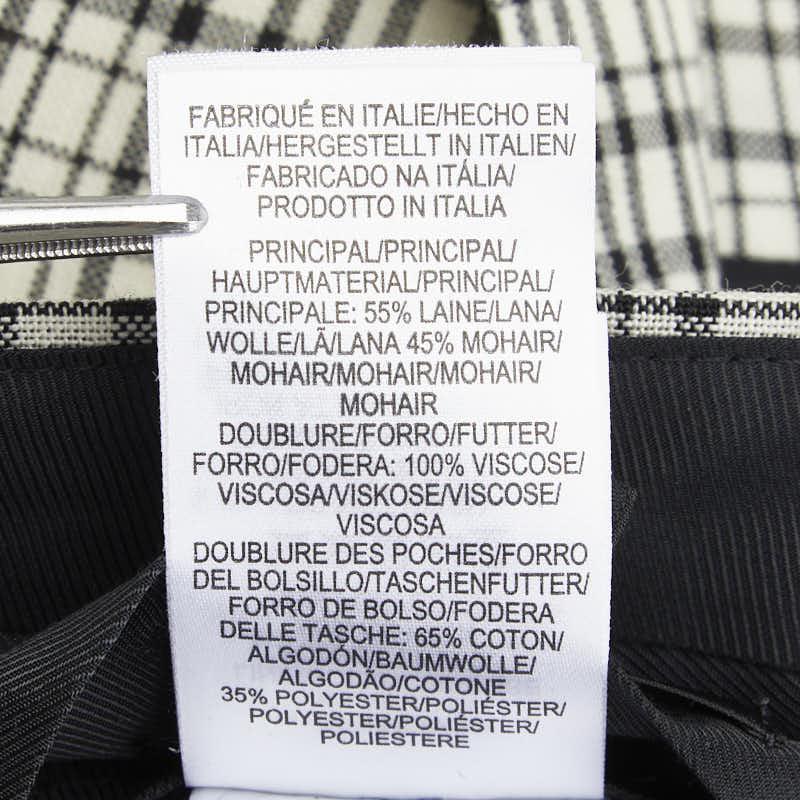 FABRIQUÉ EN ITALIE/HECHO EN
ITALIA/HERGESTELLT IN ITALIEN/
FABRICADO NA ITÁLIA/
PRODOTTO IN ITALIA
PRINCIPAL/PRINCIPAL/
HAUPTMATERIAL/PRINCIPAL/
PRINCIPALE: 55% LAINE/LANA/
WOLLE/LÃ/LANA 45% MOHAIR/
MOHAIR/MOHAIR/MOHAIR/
MOHAIR
DOUBLURE/FORRO/FUTTER/
FORRO/FODERA: 100% VISCOSE/
VISCOSA/VISKOSE/VISCOSE/
VISCOSA
DOUBLURE DES POCHES/FORRO
DEL BOLSILLO/TASCHENFUTTER/
FORRO DE BOLSO/FODERA
DELLE TASCHE: 65% COTON/
ALGODÓN/BAUMWOLLE/
ALGODÃO/COTONE
35% POLYESTER/POLIÉSTER/
POLYESTER/POLIÉSTER/
POLIESTERE